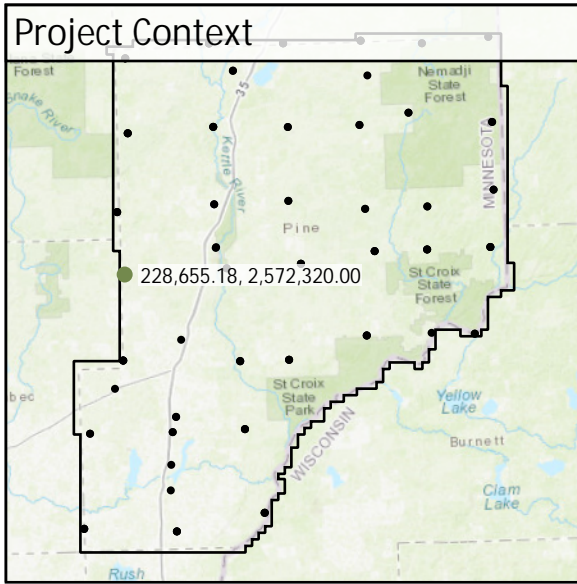 Project Context
Forest
Snake River
35
Nemadji
State
Forest
MINNESOTA
Kettle River
Pine
228,655.18, 2,572,320.00
St Croix
State
Forest
St Croix
State
Park
WISCONSIN
bec
Yellow
Lake
Burnett
Clam
Lake
Rush